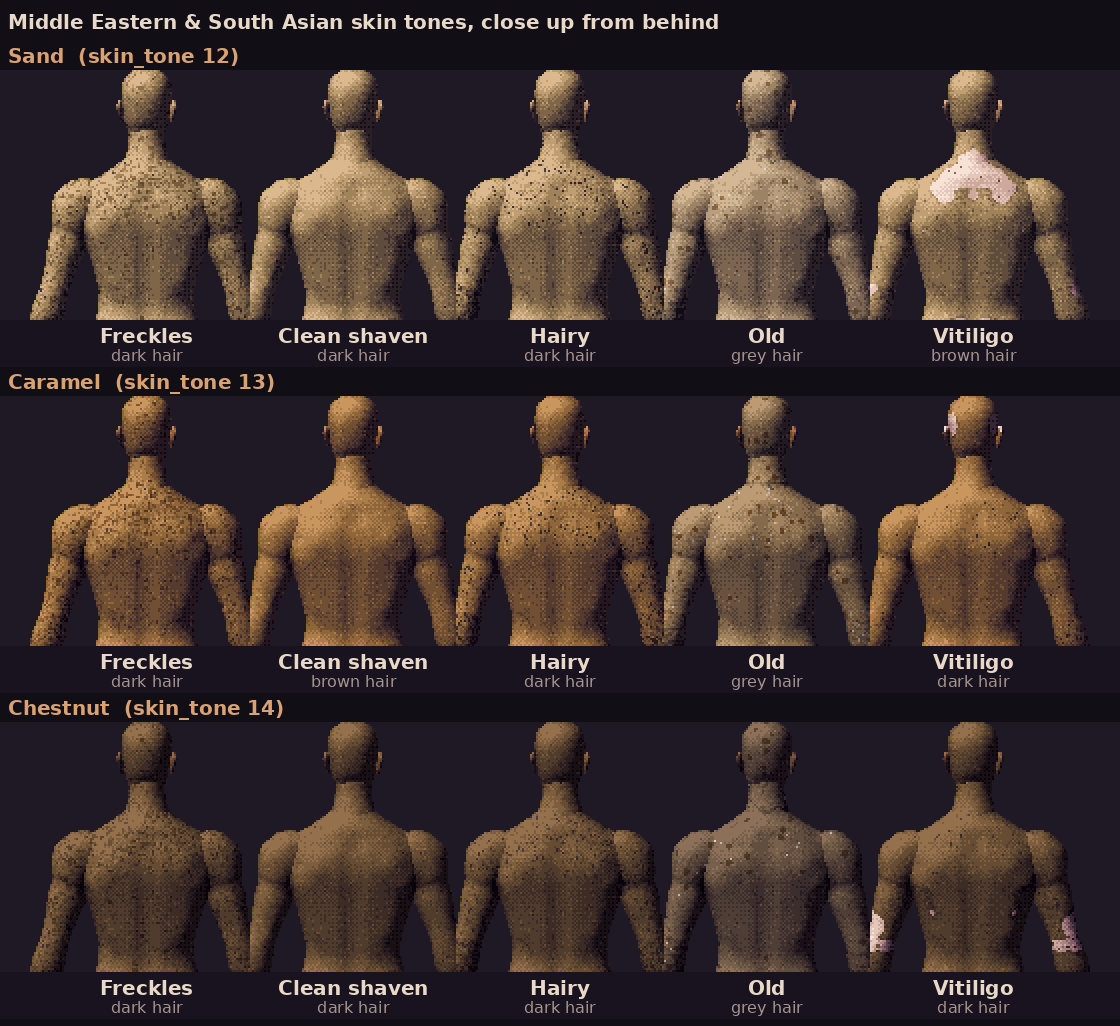 Middle Eastern & South Asian skin tones, close up from behind
Sand (skin_tone 12)
Freckles Clean shaven Hairy Old Vitiligo
dark hair dark hair dark hair grey hair brown hair
Caramel (skin_tone 13)
Freckles Clean shaven Hairy Old Vitiligo
dark hair brown hair dark hair grey hair dark hair
Chestnut (skin_tone 14)
Freckles Clean shaven Hairy Old Vitiligo
dark hair dark hair dark hair grey hair dark hair